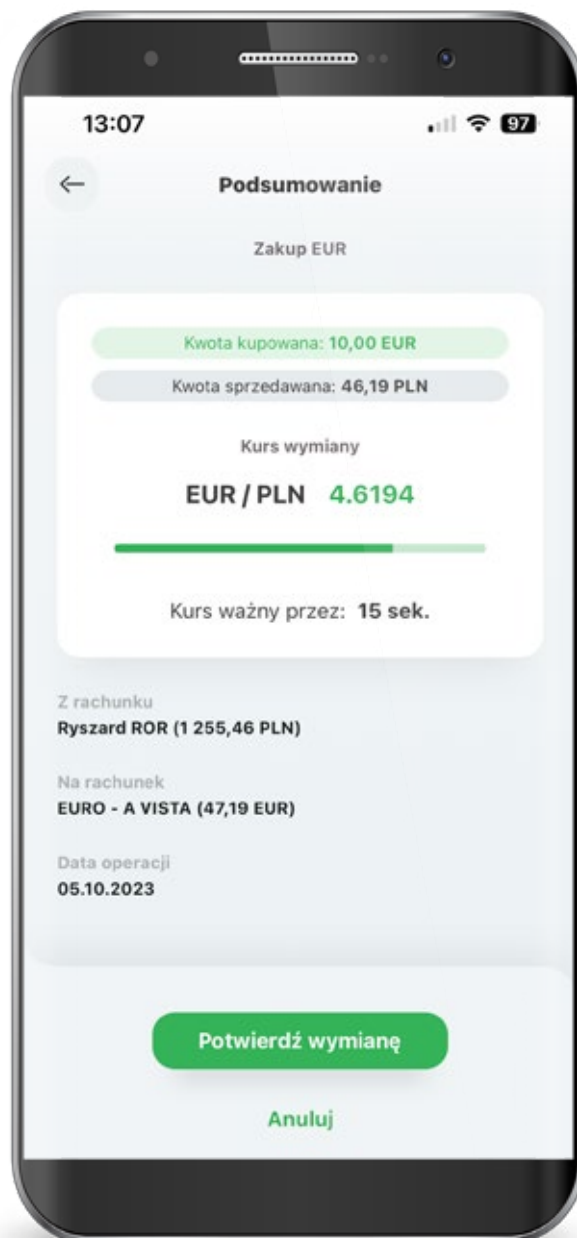 13:07
97
Podsumowanie
Zakup EUR
Kwota kupowana: 10,00 EUR
Kwota sprzedawana: 46,19 PLN
Kurs wymiany
EUR / PLN 4.6194
Kurs ważny przez: 15 sek.
Z rachunku
Ryszard ROR (1 255,46 PLN)
Na rachunek
EURO - A VISTA (47,19 EUR)
Data operacji
05.10.2023
Potwierdź wymianę
Anuluj